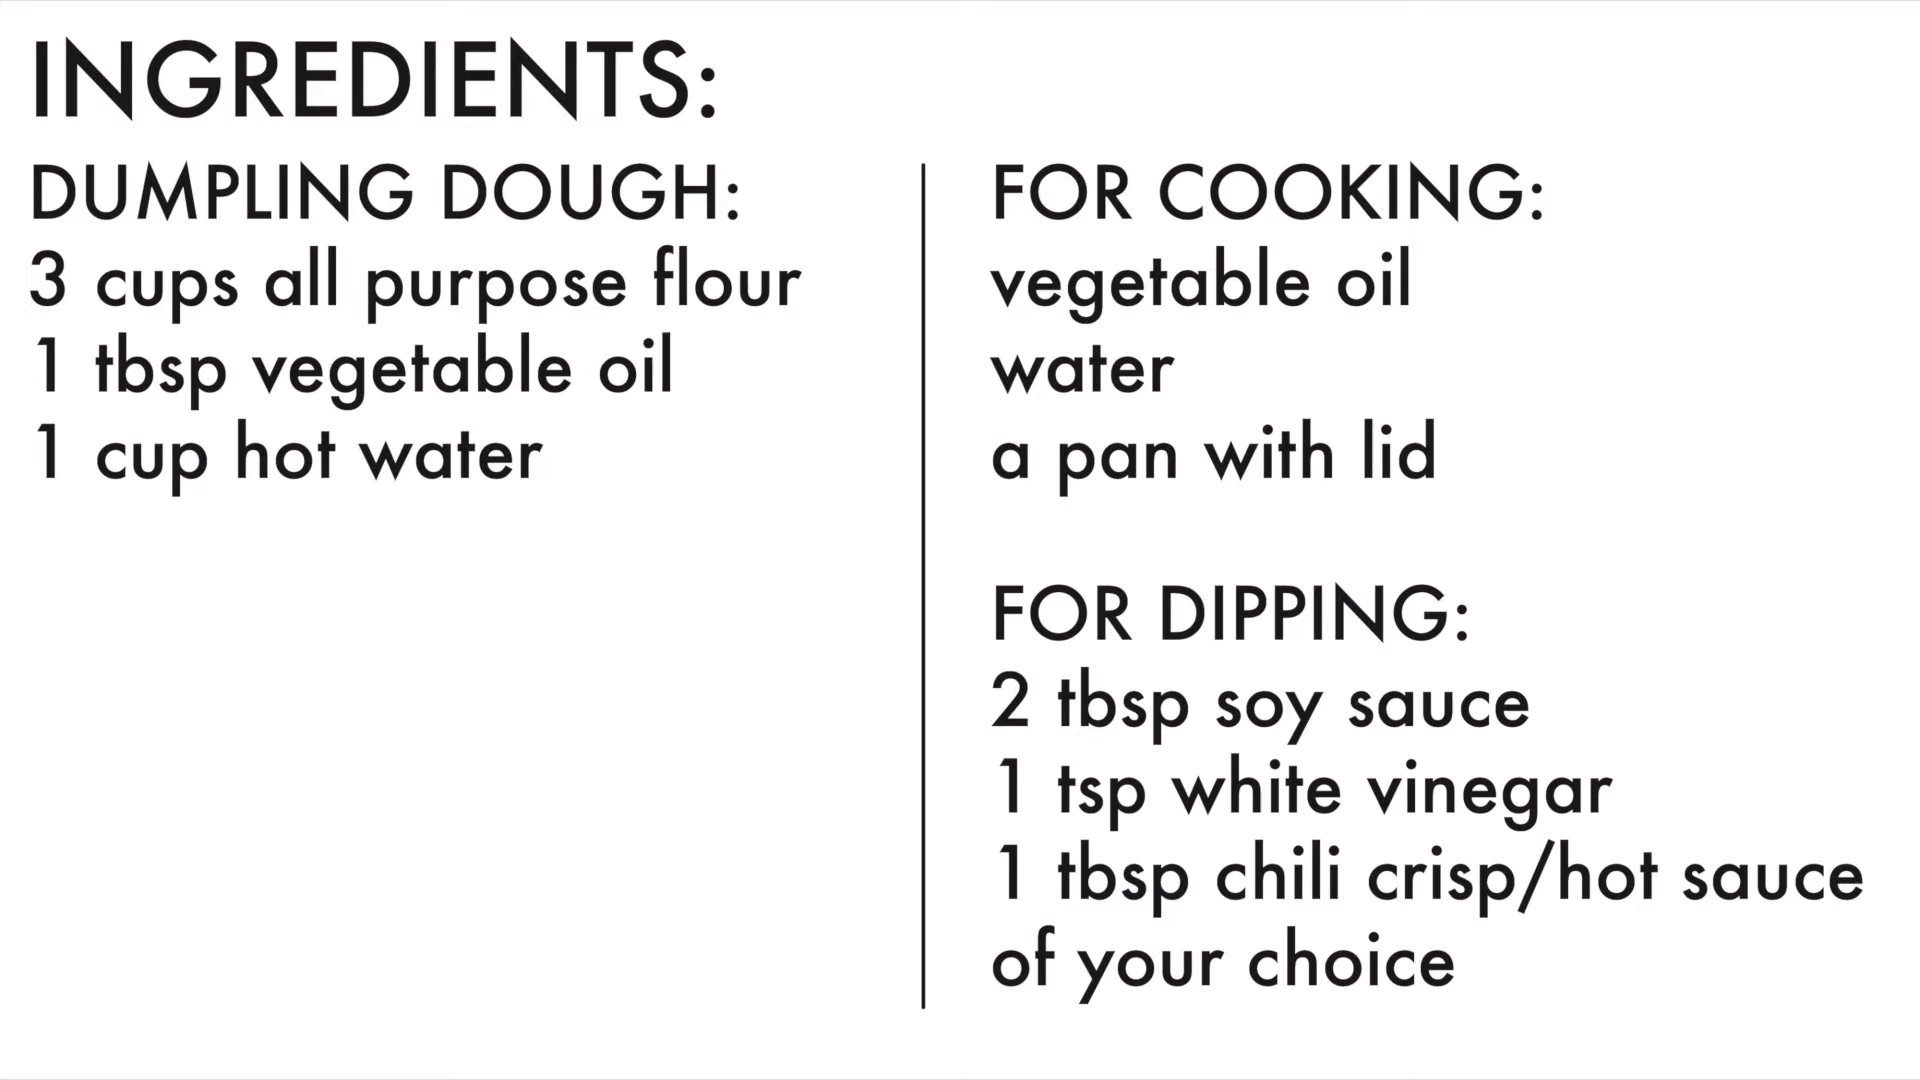 INGREDIENTS:
DUMPLING DOUGH:
3 cups all purpose flour
1 tbsp vegetable oil
1 cup hot water
FOR COOKING:
vegetable oil
water
a pan with lid
FOR DIPPING:
2 tbsp soy sauce
1 tsp white vinegar
1 tbsp chili crisp/hot sauce
of your choice